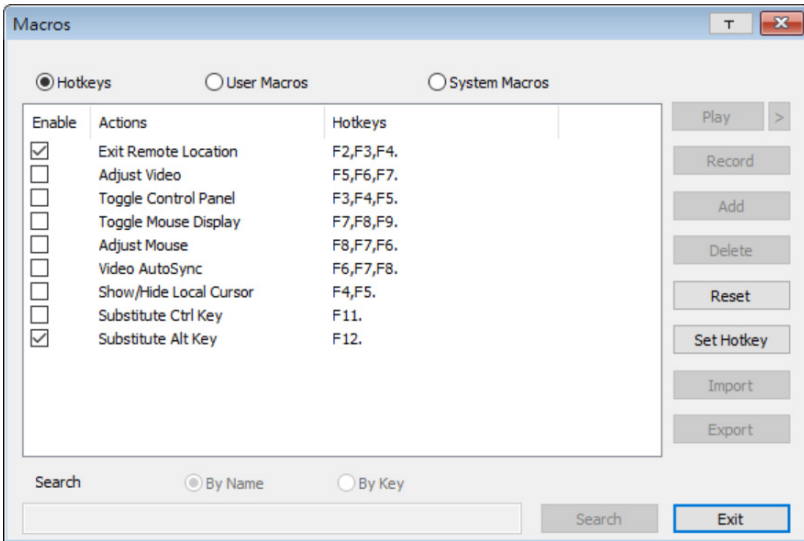 Macros
T
Hotkeys User Macros System Macros
Enable Actions Hotkeys
Exit Remote Location F2,F3,F4.
Adjust Video F5,F6,F7.
Toggle Control Panel F3,F4,F5.
Toggle Mouse Display F7,F8,F9.
Adjust Mouse F8,F7,F6.
Video AutoSync F6,F7,F8.
Show/Hide Local Cursor F4,F5.
Substitute Ctrl Key F11.
Substitute Alt Key F12.
Play >
Record
Add
Delete
Reset
Set Hotkey
Import
Export
Search By Name By Key
Search Exit